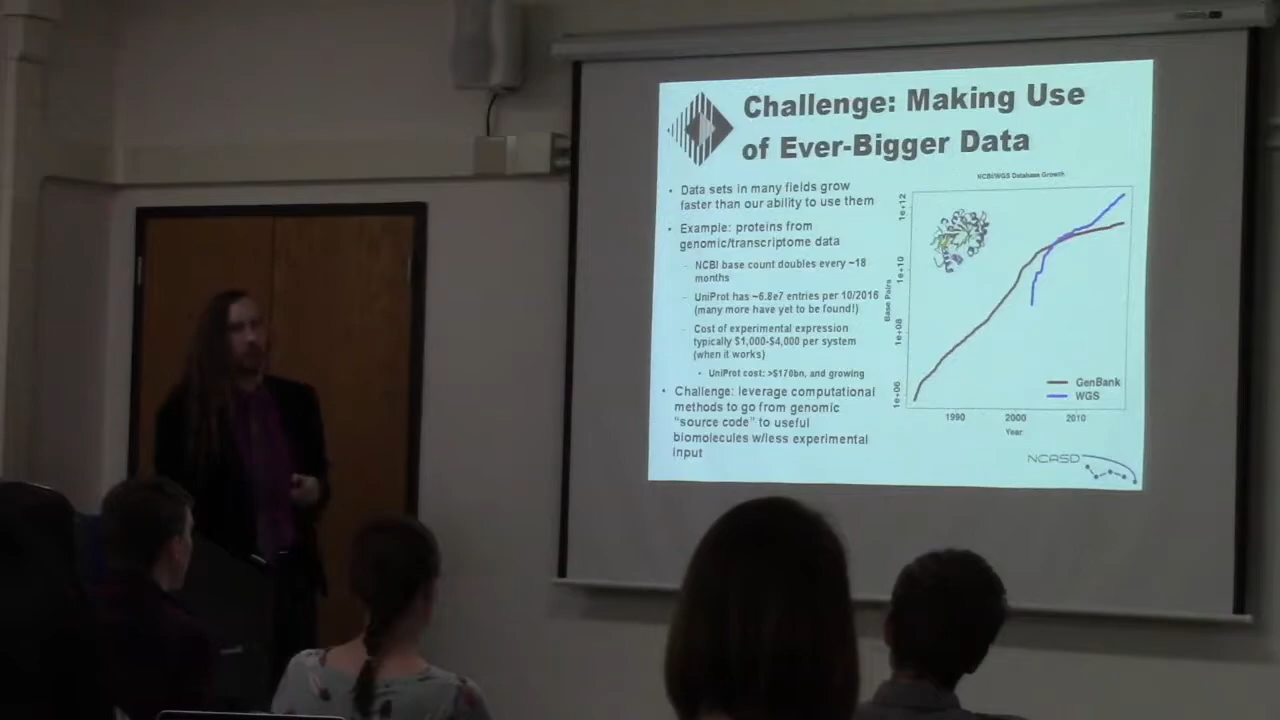 Challenge: Making Use
of Ever-Bigger Data
Data sets in many fields grow
faster than our ability to use them
Example: proteins from
genomic/transcriptome data
NCBI base count doubles every ~18
months
UniProt has ~6.8e7 entries per 10/2016
(many more have yet to be found!)
Cost of experimental expression
typically $1,000-$4,000 per system
(when it works)
UniProt cost: >$170bn, and growing
Challenge: leverage computational
methods to go from genomic
"source code" to useful
biomolecules w/less experimental
input
NCBI/WGS Database Growth
1e+12
1e+10
1e+08
1e+06
Base Pairs
GenBank
WGS
1990 2000 2010
Year
NCASD